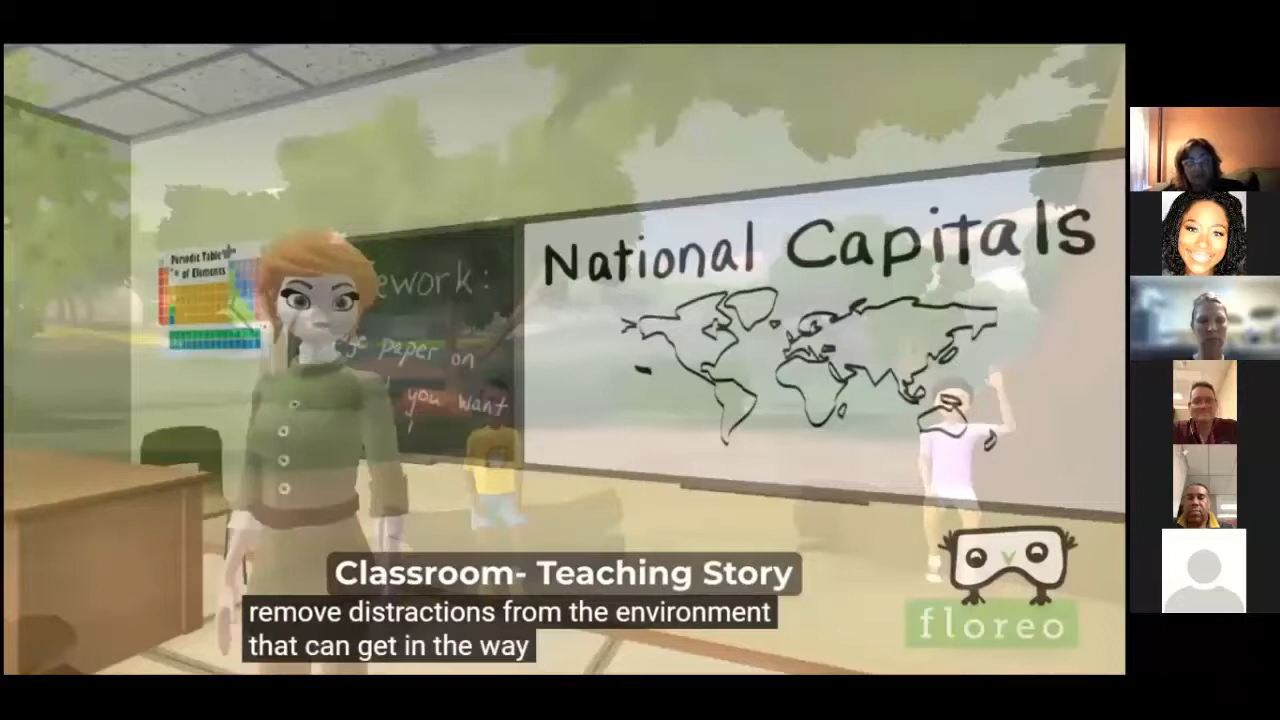 National Capitals
Periodic Table
of Elements
ework:
paper on
you want
Classroom- Teaching Story
remove distractions from the environment
that can get in the way
floreo